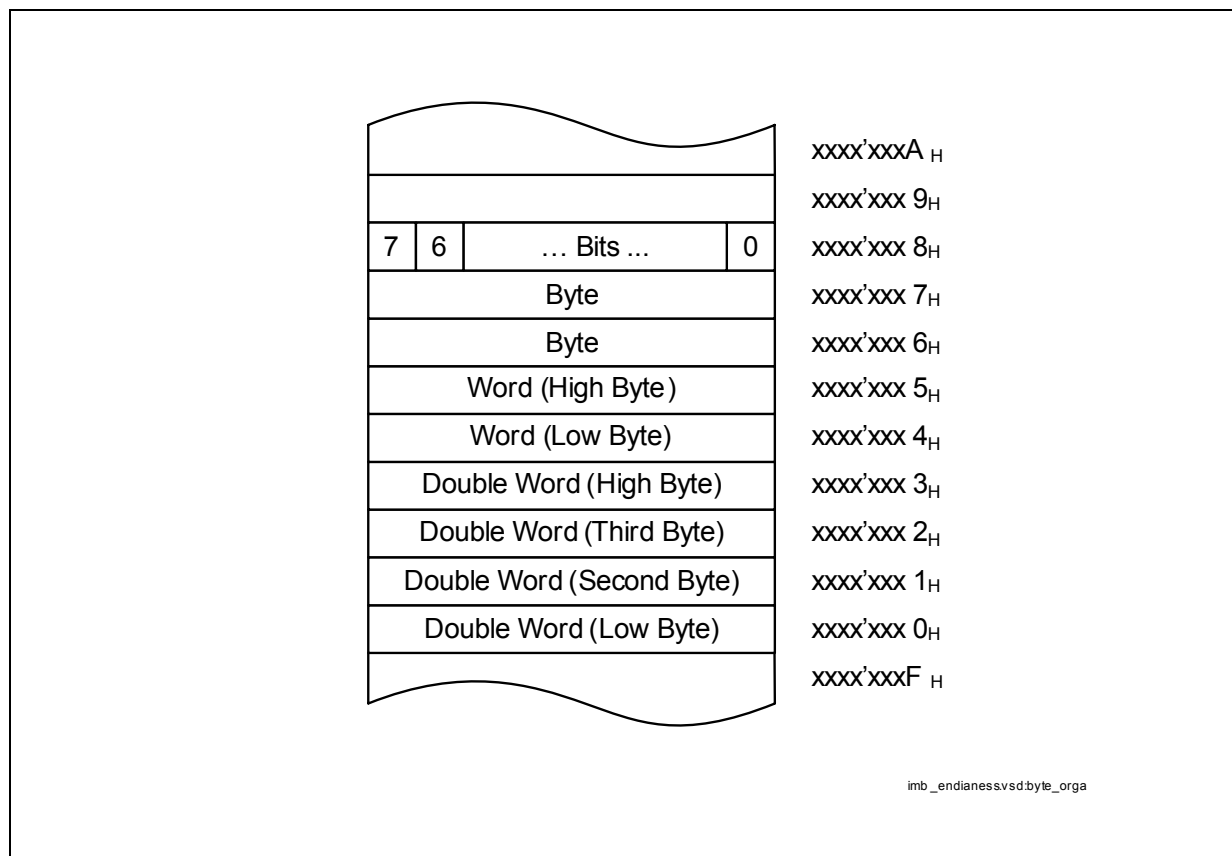 xxxx'xxxA H
xxxx'xxx 9H
7 6 ... Bits ... 0 xxxx'xxx 8H
Byte xxxx'xxx 7H
Byte xxxx'xxx 6H
Word (High Byte) xxxx'xxx 5H
Word (Low Byte) xxxx'xxx 4H
Double Word (High Byte) xxxx'xxx 3H
Double Word (Third Byte) xxxx'xxx 2H
Double Word (Second Byte) xxxx'xxx 1H
Double Word (Low Byte) xxxx'xxx 0H
xxxx'xxxF H
imb_endianess.vsd:byte_orga